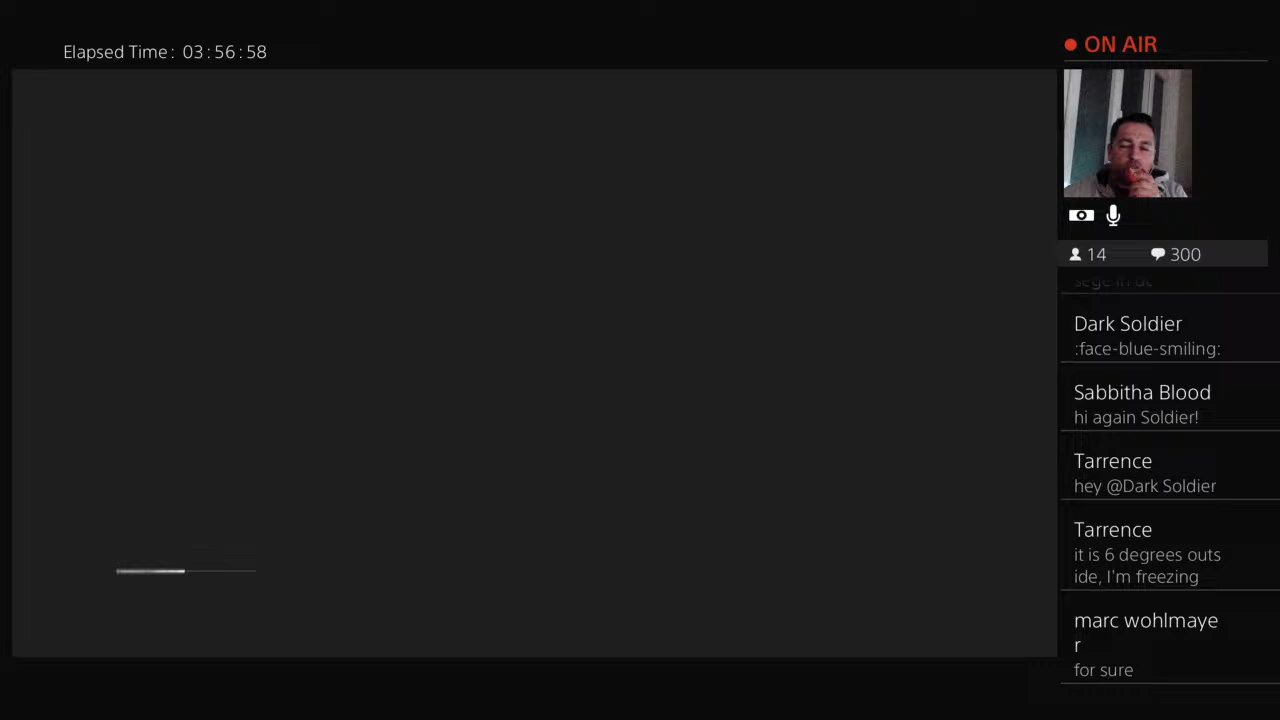 Elapsed Time: 03:56:58
ON AIR
14 300
Dark Soldier
:face-blue-smiling:
Sabbitha Blood
hi again Soldier!
Tarrence
hey @Dark Soldier
Tarrence
it is 6 degrees outs
ide, I'm freezing
marc wohlmaye
r
for sure